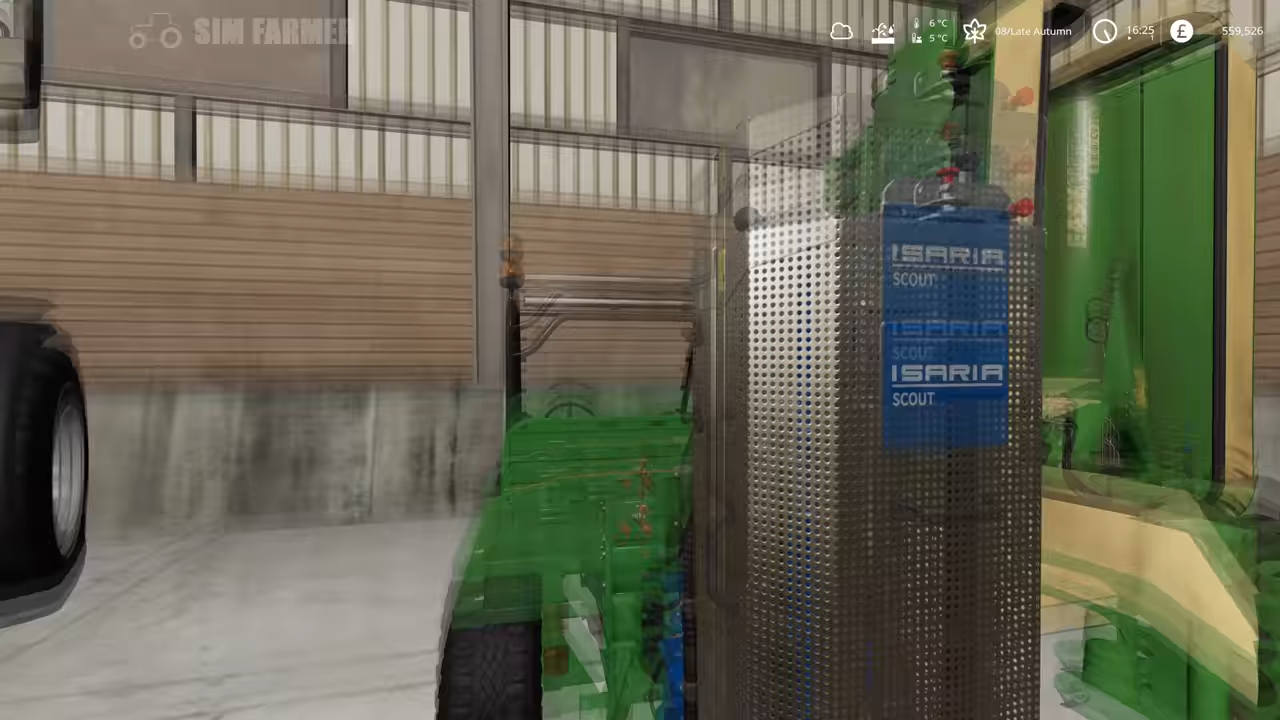 SIM FARMER
6 °C
5 °C
08/Late Autumn
16:25
£
559,526
ISARIA
SCOUT
ISARIA
SCOUT
ISARIA
SCOUT